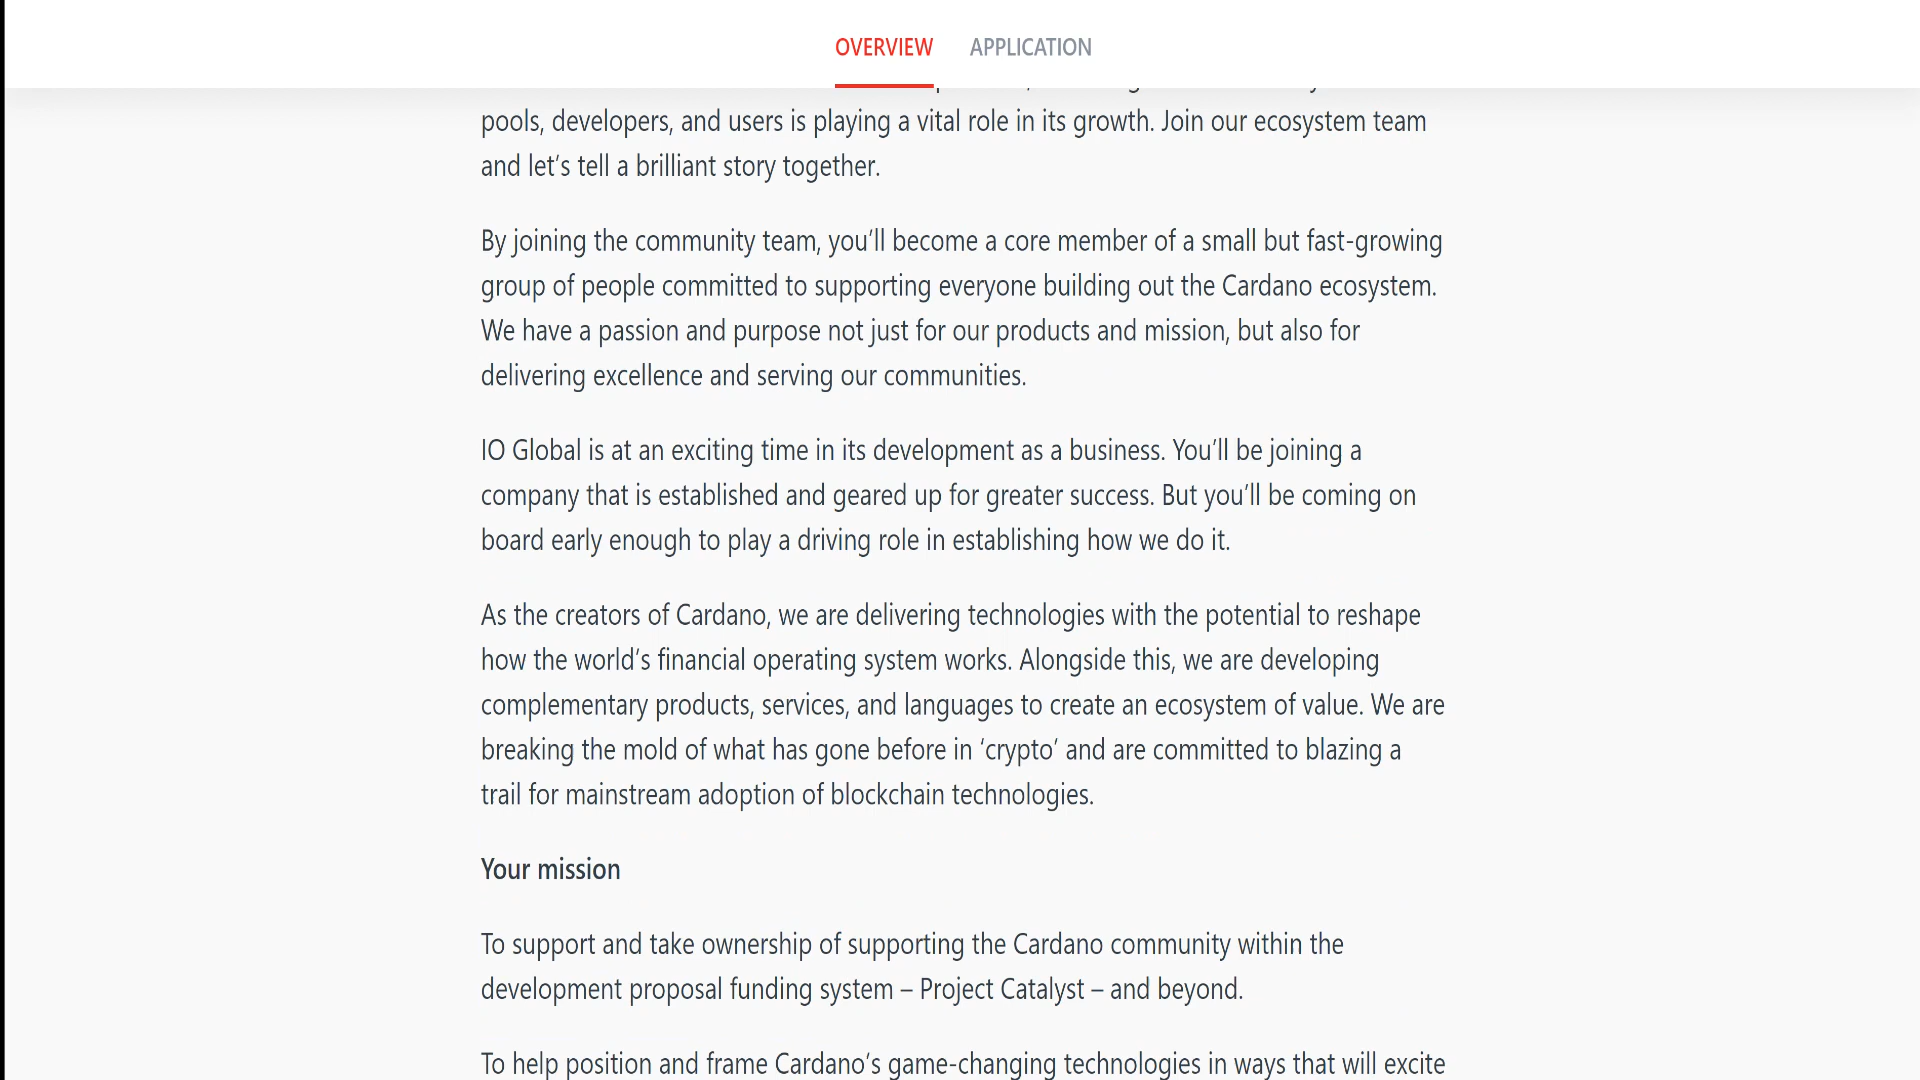 OVERVIEW APPLICATION
pools, developers, and users is playing a vital role in its growth. Join our ecosystem team
and let’s tell a brilliant story together.
By joining the community team, you’ll become a core member of a small but fast-growing
group of people committed to supporting everyone building out the Cardano ecosystem.
We have a passion and purpose not just for our products and mission, but also for
delivering excellence and serving our communities.
IO Global is at an exciting time in its development as a business. You’ll be joining a
company that is established and geared up for greater success. But you’ll be coming on
board early enough to play a driving role in establishing how we do it.
As the creators of Cardano, we are delivering technologies with the potential to reshape
how the world’s financial operating system works. Alongside this, we are developing
complementary products, services, and languages to create an ecosystem of value. We are
breaking the mold of what has gone before in ‘crypto’ and are committed to blazing a
trail for mainstream adoption of blockchain technologies.
Your mission
To support and take ownership of supporting the Cardano community within the
development proposal funding system – Project Catalyst – and beyond.
To help position and frame Cardano’s game-changing technologies in ways that will excite